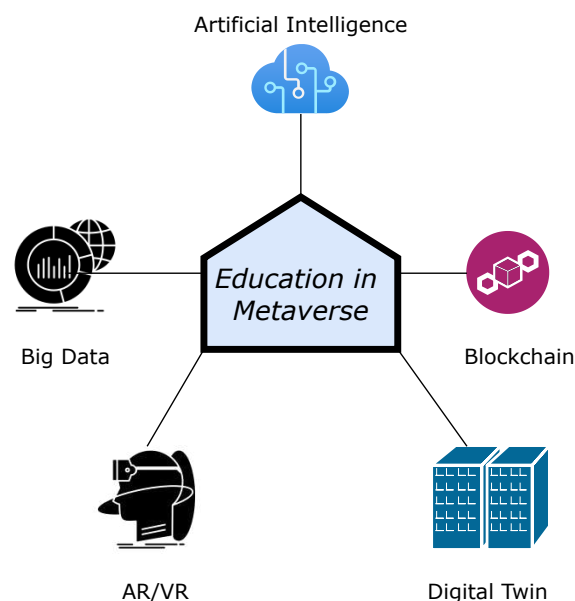 Artificial Intelligence
Education in
Metaverse
Big Data
Blockchain
AR/VR
Digital Twin